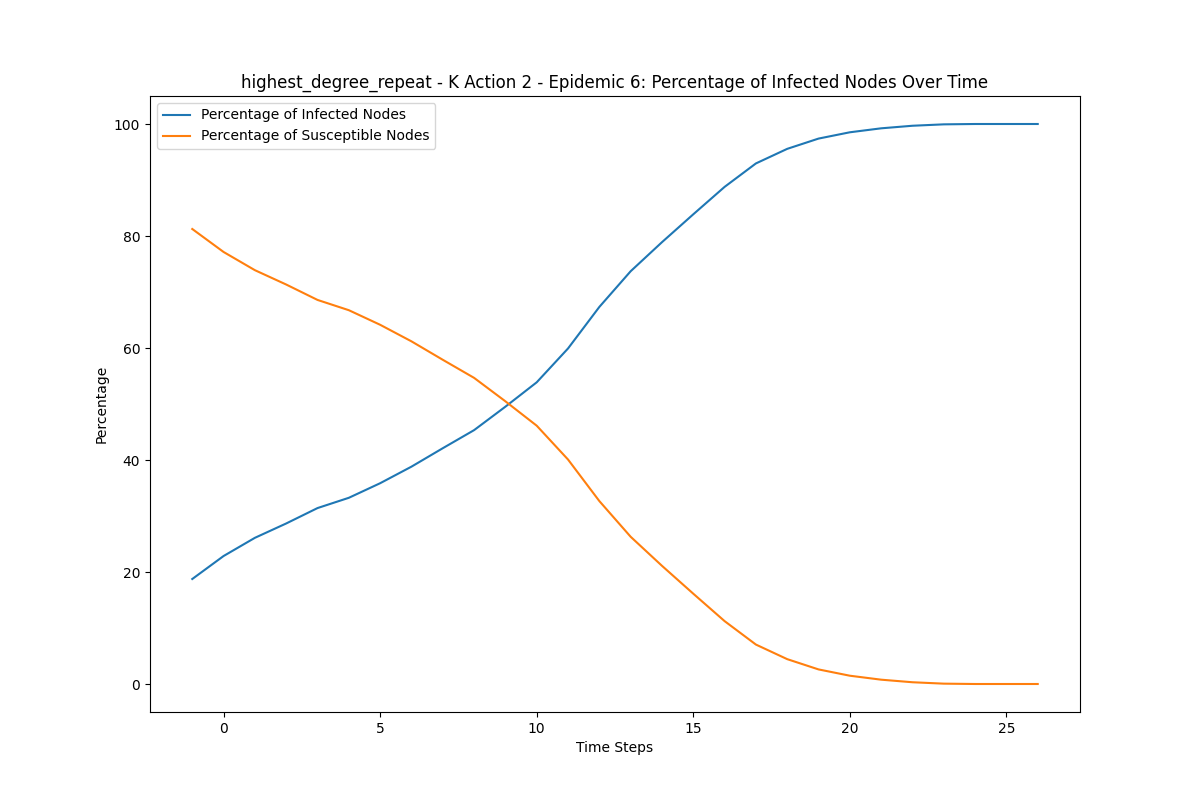 highest_degree_repeat - K Action 2 - Epidemic 6: Percentage of Infected Nodes Over Time
Percentage of Infected Nodes
Percentage of Susceptible Nodes
100
80
60
40
20
0
Percentage
0 5 10 15 20 25
Time Steps